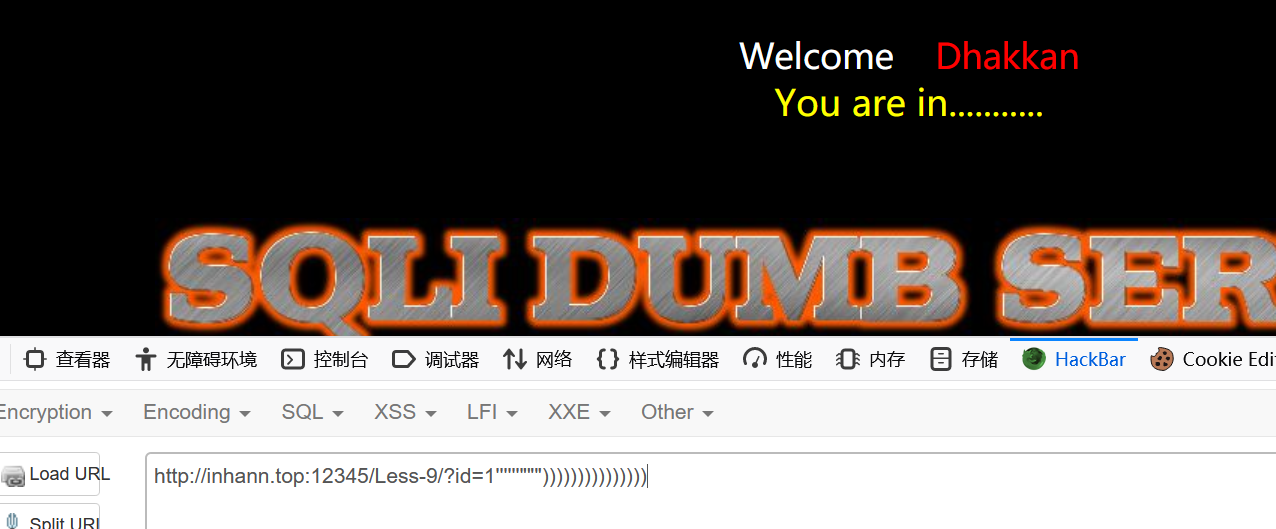 Welcome Dhakkan
You are in...........
SQLI DUMB SER
查看器 无障碍环境 控制台 调试器 网络 样式编辑器 性能 内存 存储 HackBar Cookie Edi
Encryption Encoding SQL XSS LFI XXE Other
Load URL
http://inhann.top:12345/Less-9/?id=1''''"""")))))))))))))))
Split URL